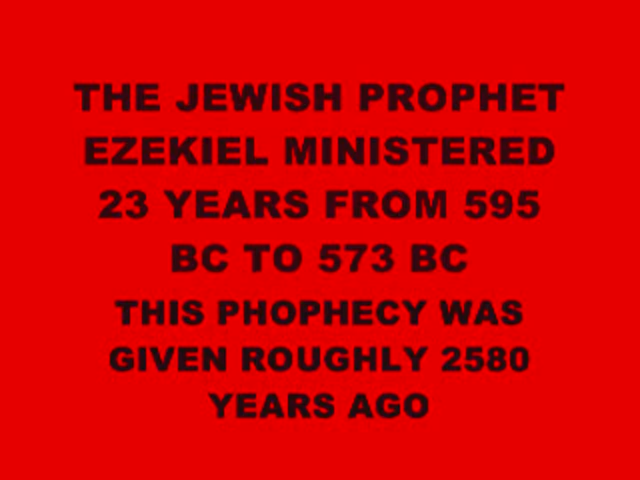 THE JEWISH PROPHET
EZEKIEL MINISTERED
23 YEARS FROM 595
BC TO 573 BC
THIS PHOPHECY WAS
GIVEN ROUGHLY 2580
YEARS AGO